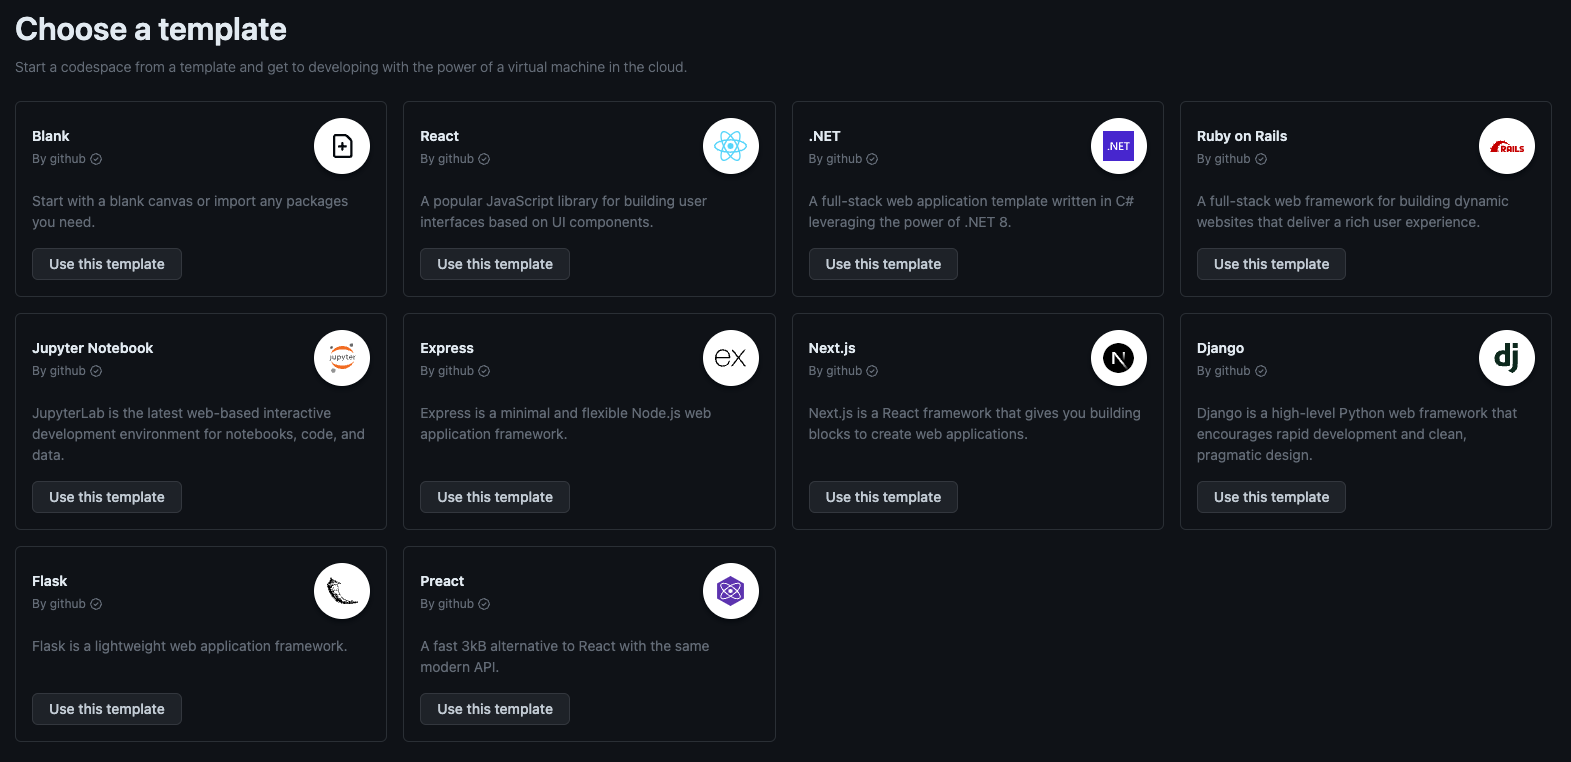 Choose a template
Start a codespace from a template and get to developing with the power of a virtual machine in the cloud.
Blank
By github
Start with a blank canvas or import any packages
you need.
Use this template
React
By github
A popular JavaScript library for building user
interfaces based on UI components.
Use this template
.NET
By github
.NET
A full-stack web application template written in C#
leveraging the power of .NET 8.
Use this template
Ruby on Rails
By github
RAILS
A full-stack web framework for building dynamic
websites that deliver a rich user experience.
Use this template
Jupyter Notebook
By github
jupyter
JupyterLab is the latest web-based interactive
development environment for notebooks, code, and
data.
Use this template
Express
By github
ex
Express is a minimal and flexible Node.js web
application framework.
Use this template
Next.js
By github
N
Next.js is a React framework that gives you building
blocks to create web applications.
Use this template
Django
By github
dj
Django is a high-level Python web framework that
encourages rapid development and clean,
pragmatic design.
Use this template
Flask
By github
Flask is a lightweight web application framework.
Use this template
Preact
By github
A fast 3kB alternative to React with the same
modern API.
Use this template